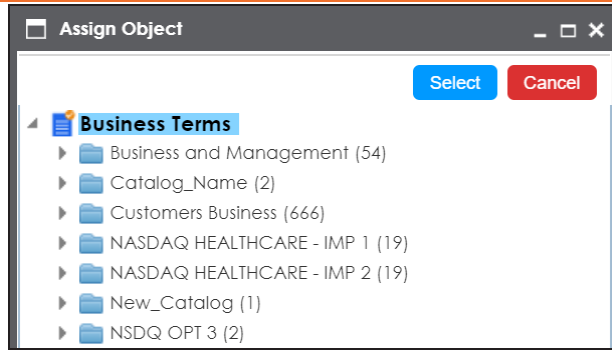 Assign Object
Select Cancel
Business Terms
Business and Management (54)
Catalog_Name (2)
Customers Business (666)
NASDAQ HEALTHCARE - IMP 1 (19)
NASDAQ HEALTHCARE - IMP 2 (19)
New_Catalog (1)
NSDQ OPT 3 (2)